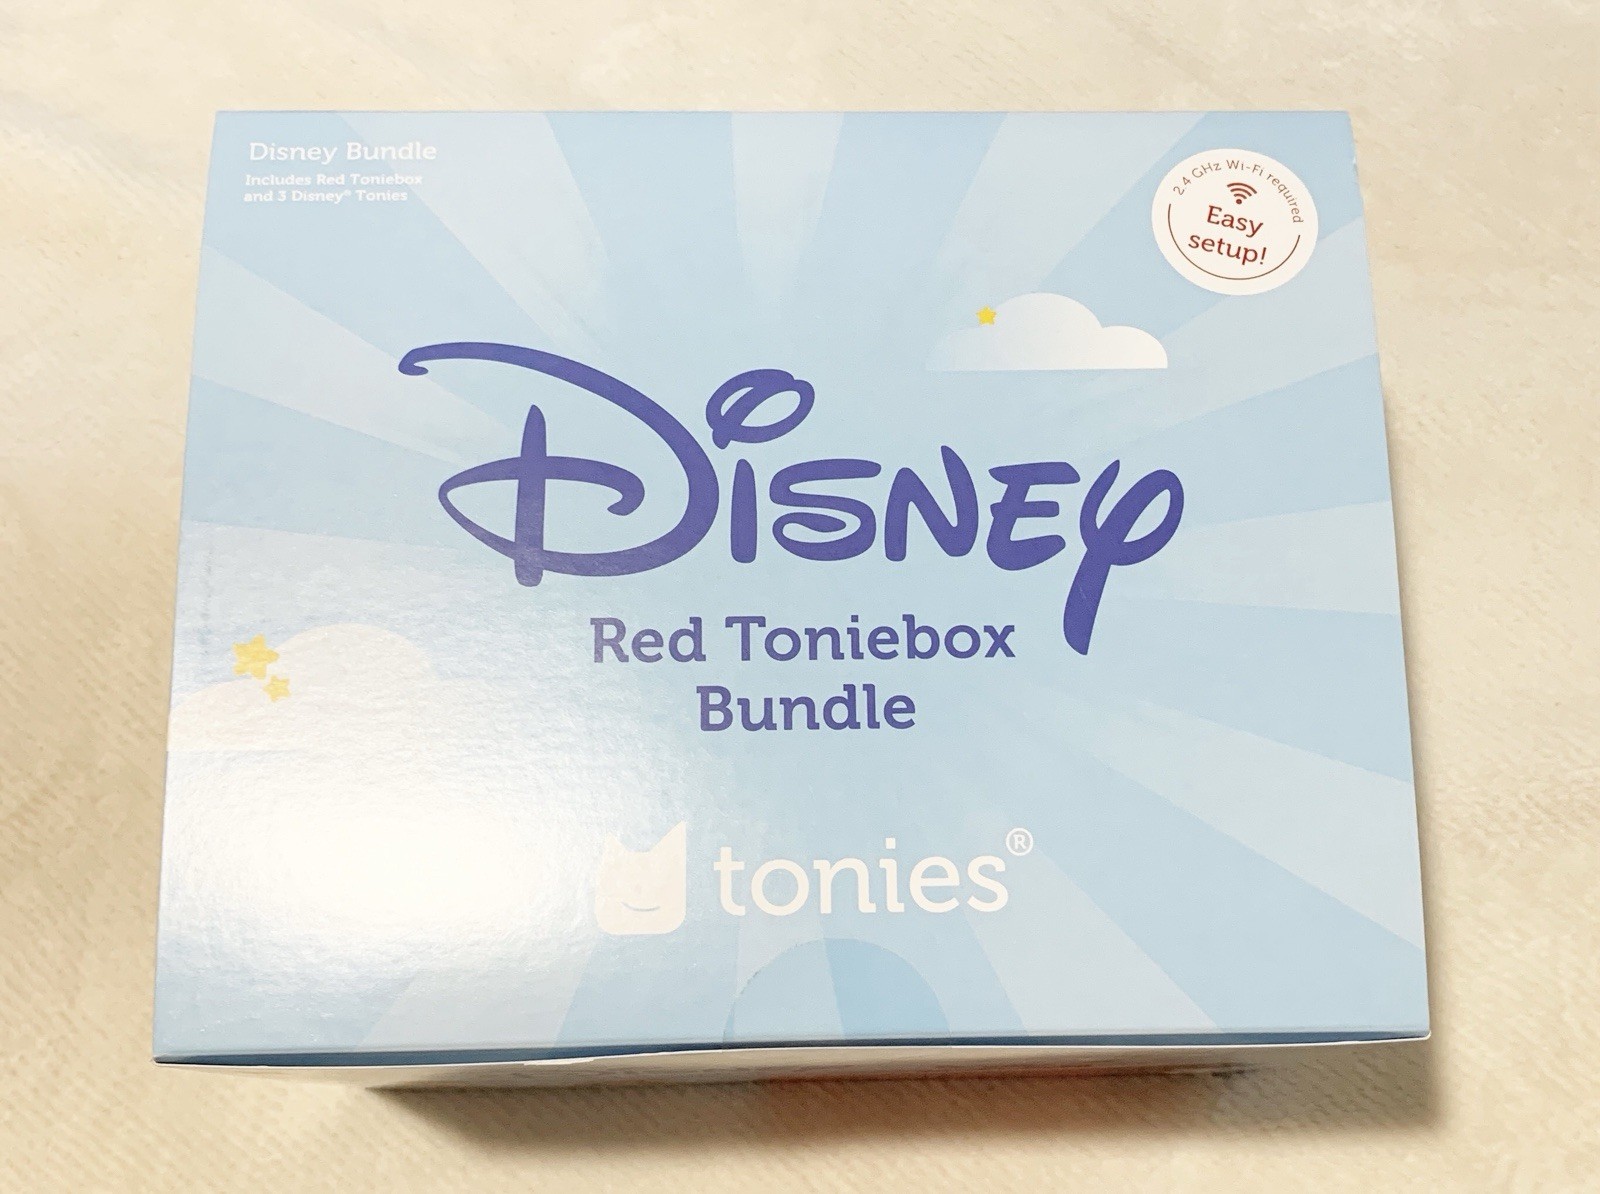 Disney Bundle
Includes Red Toniebox
and 3 Disney® Tonies
2.4 GHz Wi-Fi required
Easy
setup!
Disney
Red Toniebox
Bundle
tonies®